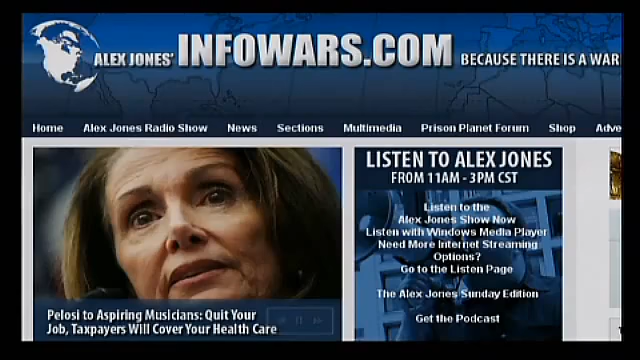 ALEX JONES' INFOWARS.COM BECAUSE THERE IS A WAR
Home Alex Jones Radio Show News Sections Multimedia Prison Planet Forum Shop Adve
LISTEN TO ALEX JONES
FROM 11AM - 3PM CST
Listen to the
Alex Jones Show Now
Listen with Windows Media Player
Need More Internet Streaming
Options?
Go to the Listen Page
The Alex Jones Sunday Edition
Get the Podcast
Pelosi to Aspiring Musicians: Quit Your
Job, Taxpayers Will Cover Your Health Care